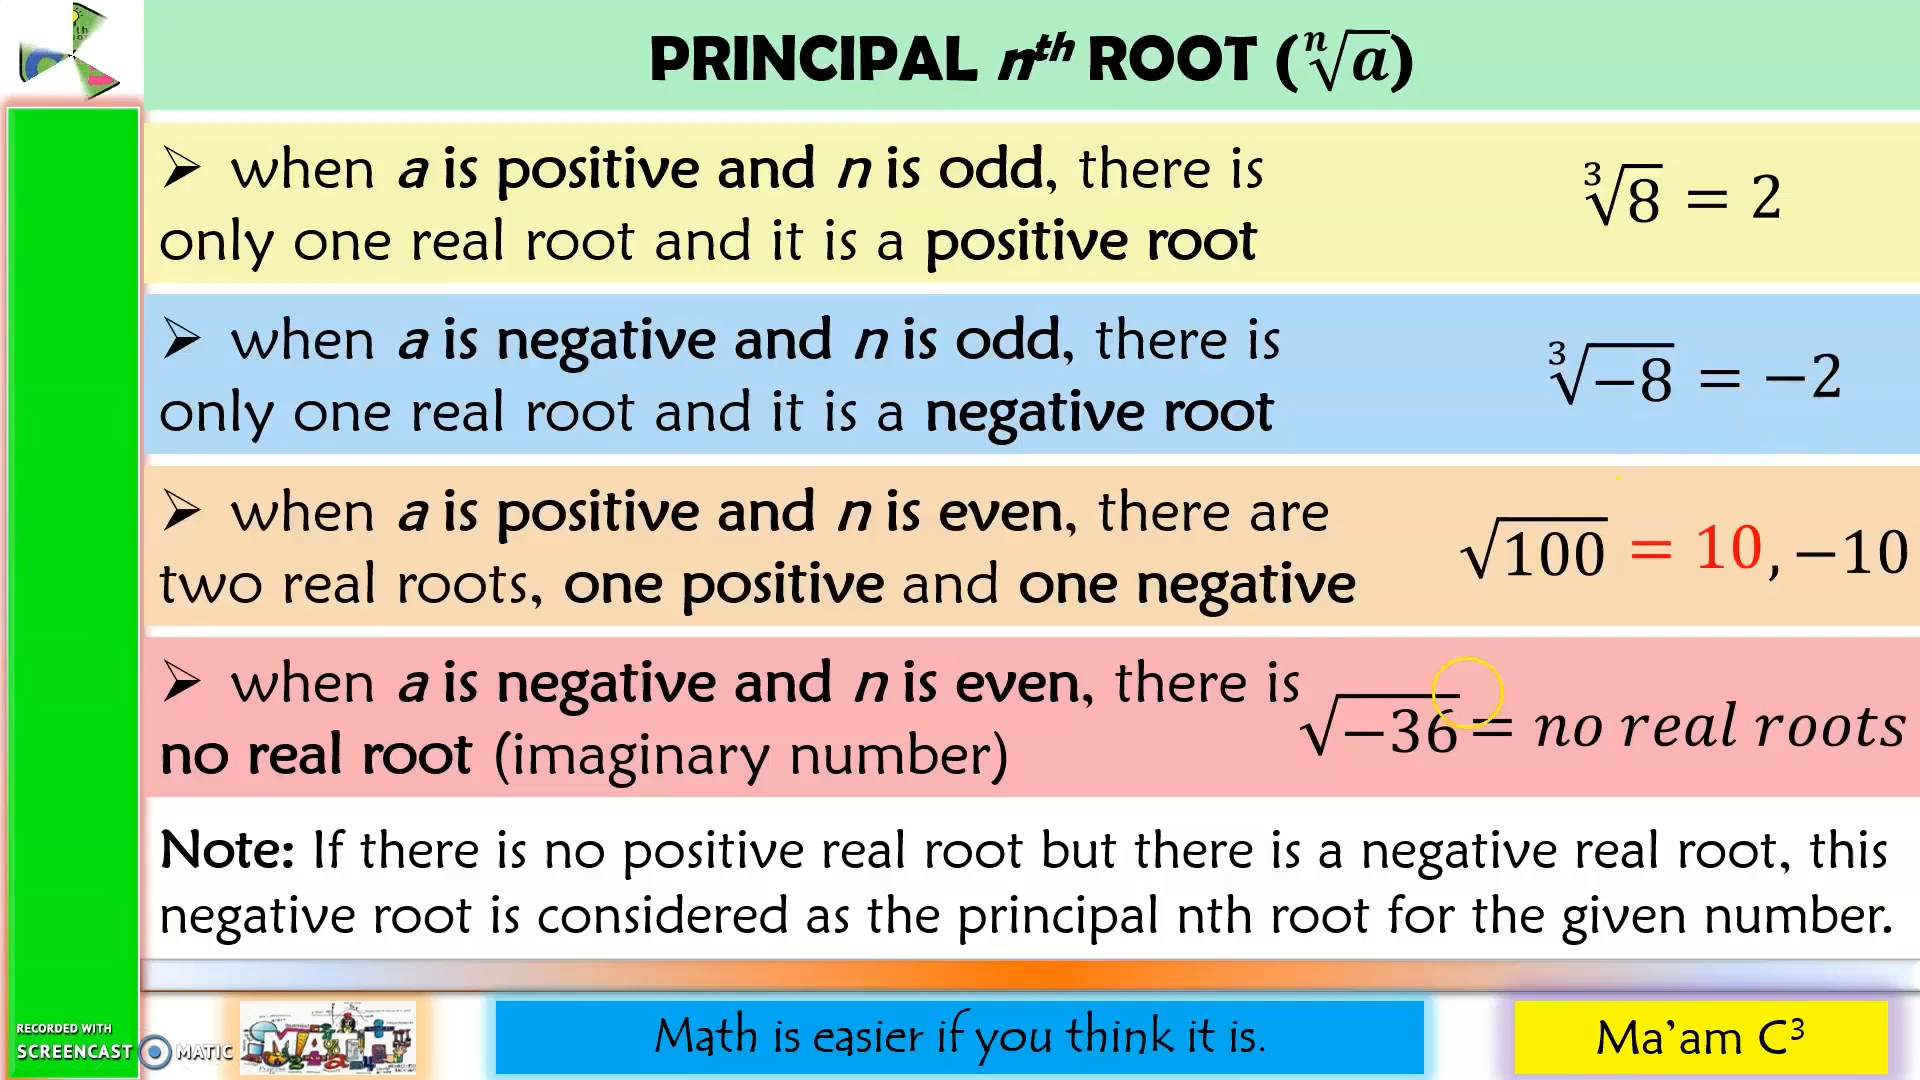 PRINCIPAL nᵗʰ ROOT (ⁿ√a)
➢ when a is positive and n is odd, there is
only one real root and it is a positive root
³√8 = 2
➢ when a is negative and n is odd, there is
only one real root and it is a negative root
³√−8 = −2
➢ when a is positive and n is even, there are
two real roots, one positive and one negative
√100 = 10, −10
➢ when a is negative and n is even, there is
no real root (imaginary number)
√−36 = no real roots
Note: If there is no positive real root but there is a negative real root, this
negative root is considered as the principal nth root for the given number.
RECORDED WITH
SCREENCAST MATIC
MATH
Math is easier if you think it is.
Ma’am C³